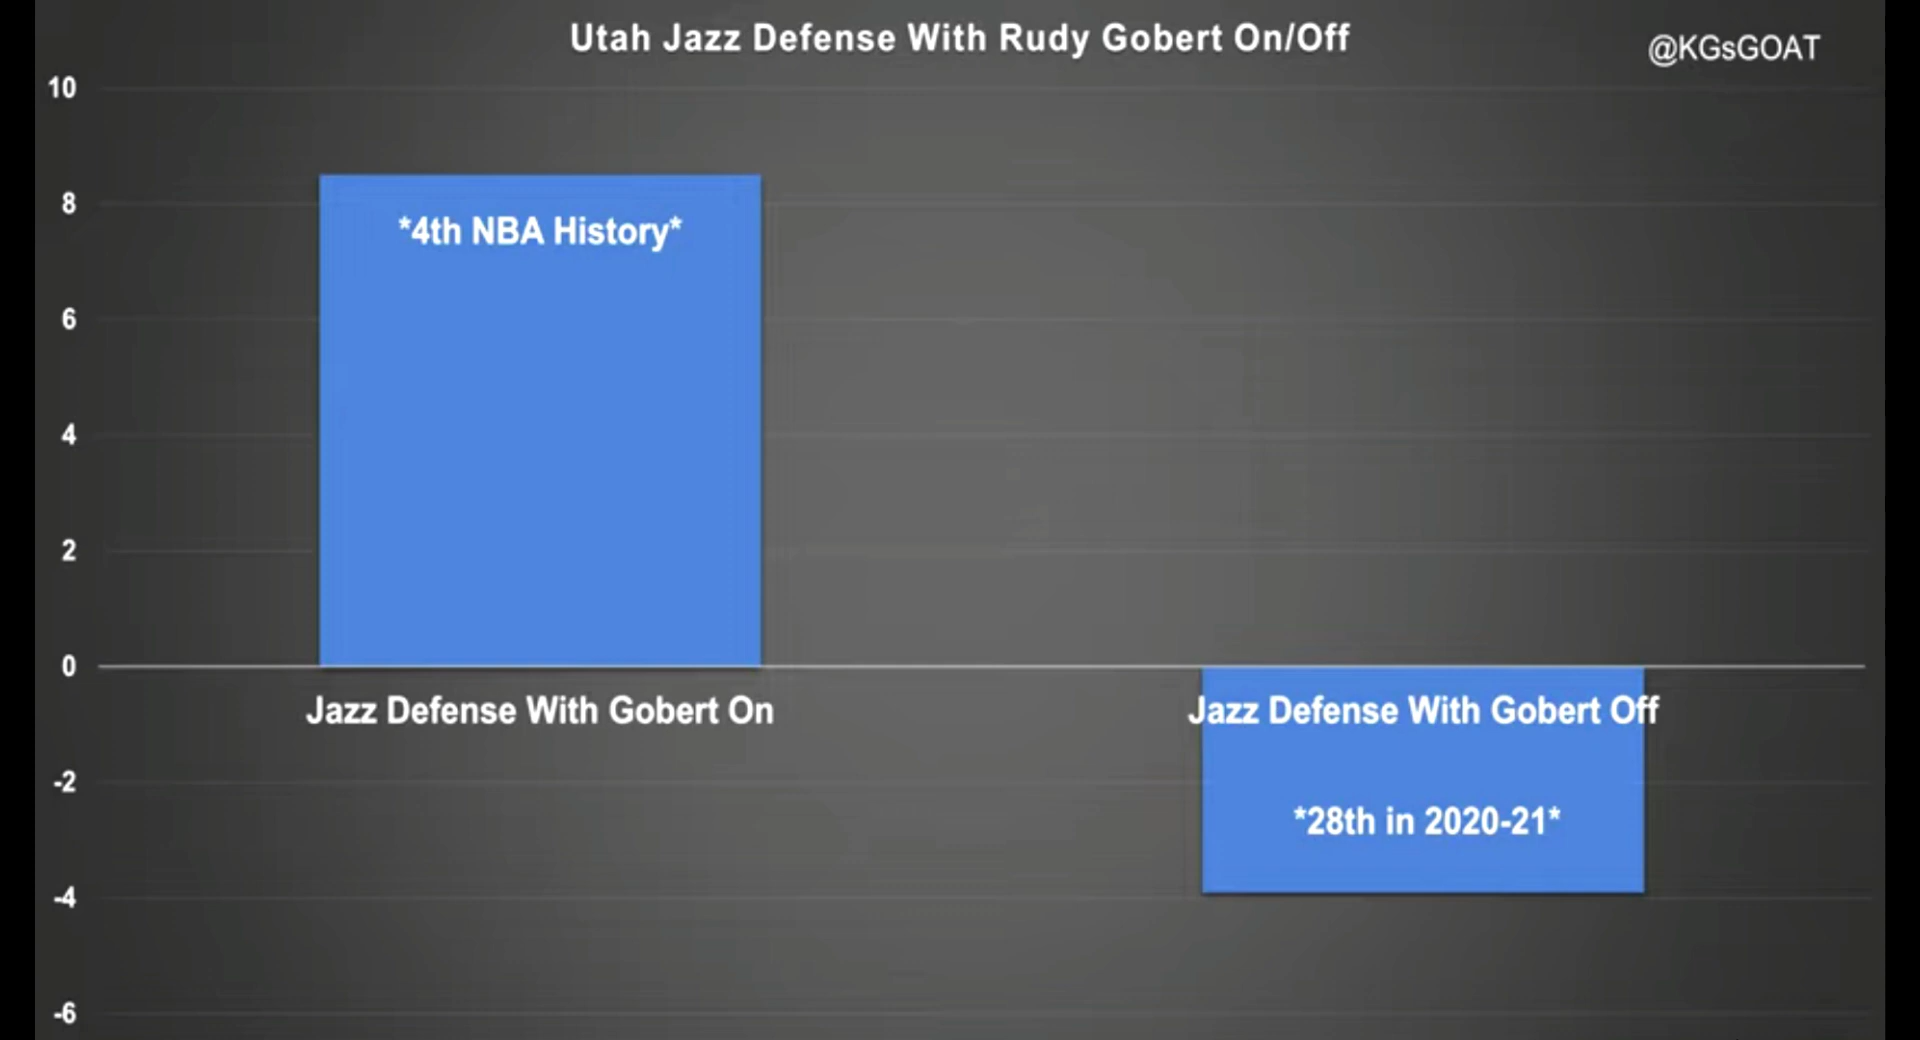 Utah Jazz Defense With Rudy Gobert On/Off
@KGsGOAT
10
8
6
4
2
0
-2
-4
-6
*4th NBA History*
Jazz Defense With Gobert On
Jazz Defense With Gobert Off
*28th in 2020-21*